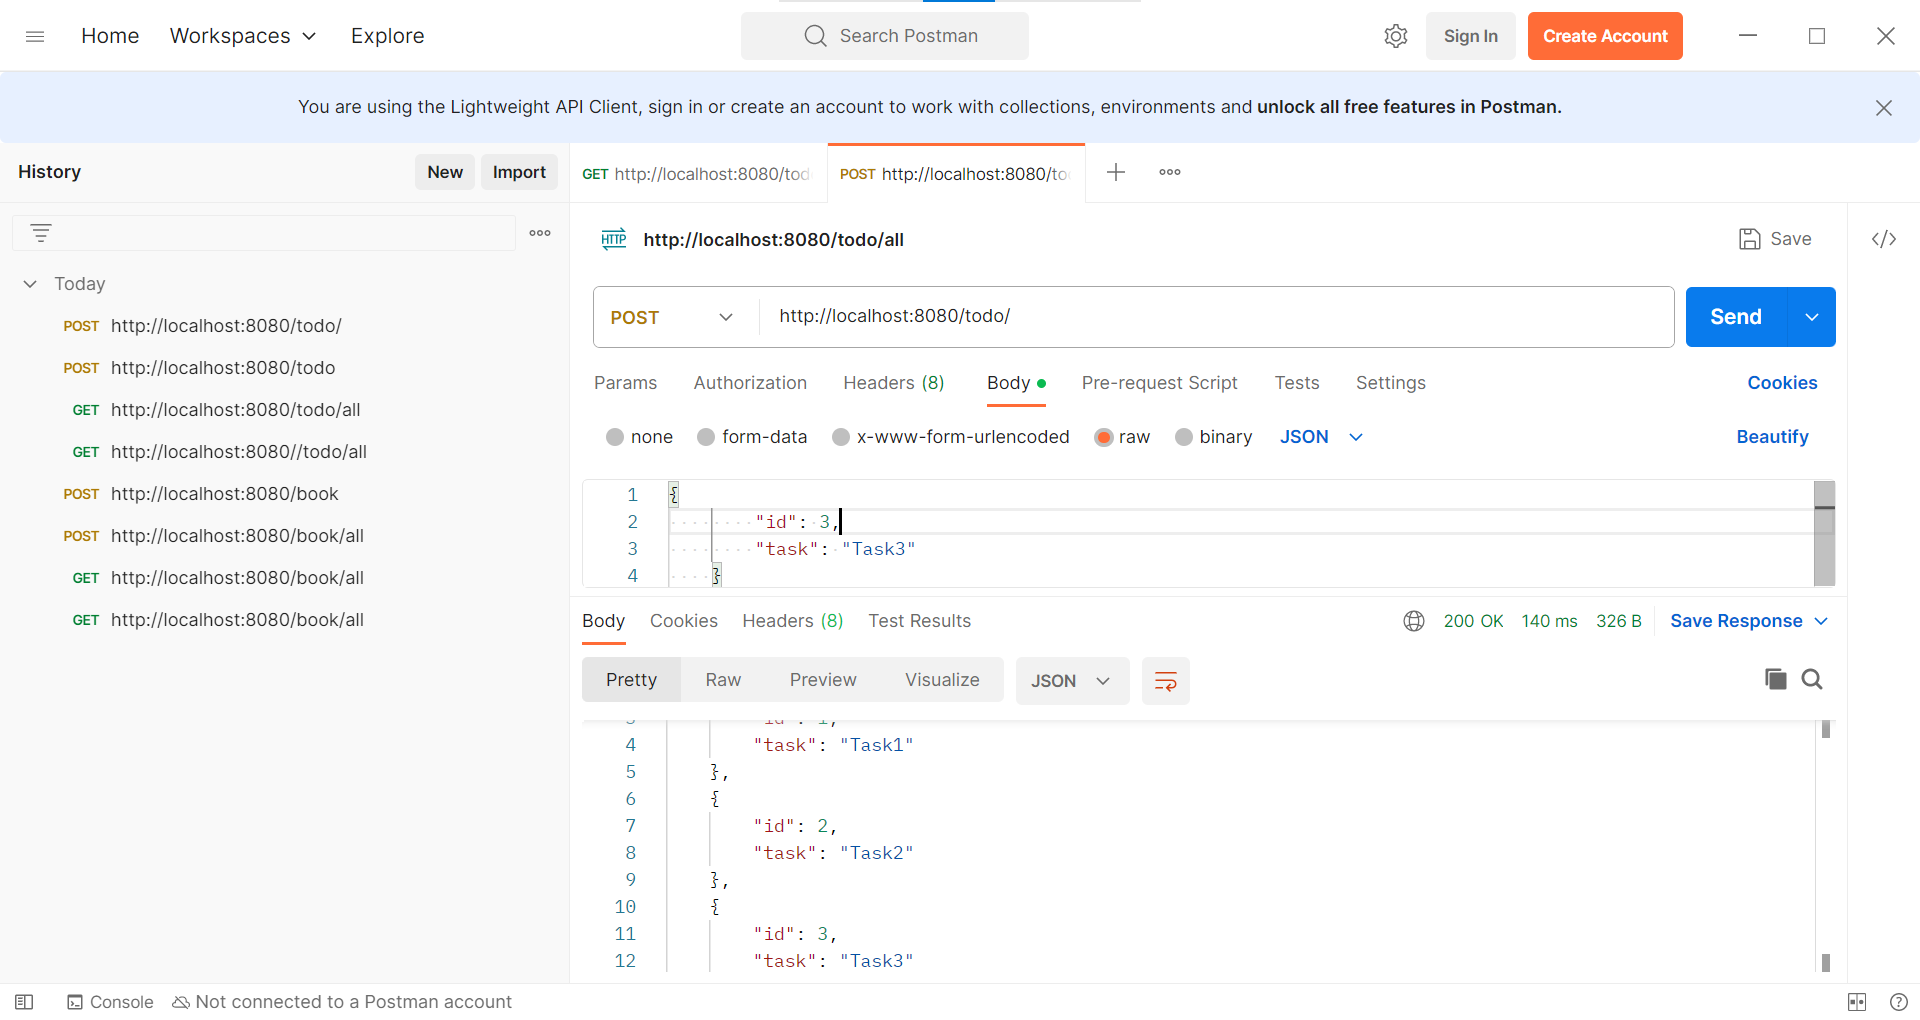 Home Workspaces Explore Search Postman Sign In Create Account
You are using the Lightweight API Client, sign in or create an account to work with collections, environments and unlock all free features in Postman.
History New Import
GET http://localhost:8080/tod POST http://localhost:8080/to
HTTP http://localhost:8080/todo/all Save </>
Today
POST http://localhost:8080/todo/
POST http://localhost:8080/todo
GET http://localhost:8080/todo/all
GET http://localhost:8080//todo/all
POST http://localhost:8080/book
POST http://localhost:8080/book/all
GET http://localhost:8080/book/all
GET http://localhost:8080/book/all
POST http://localhost:8080/todo/ Send
Params Authorization Headers (8) Body Pre-request Script Tests Settings Cookies
none form-data x-www-form-urlencoded raw binary JSON Beautify
1 {
2 "id": 3,
3 "task": "Task3"
4 }
Body Cookies Headers (8) Test Results 200 OK 140 ms 326 B Save Response
Pretty Raw Preview Visualize JSON
3 "id": 1,
4 "task": "Task1"
5 },
6 {
7 "id": 2,
8 "task": "Task2"
9 },
10 {
11 "id": 3,
12 "task": "Task3"
Console Not connected to a Postman account